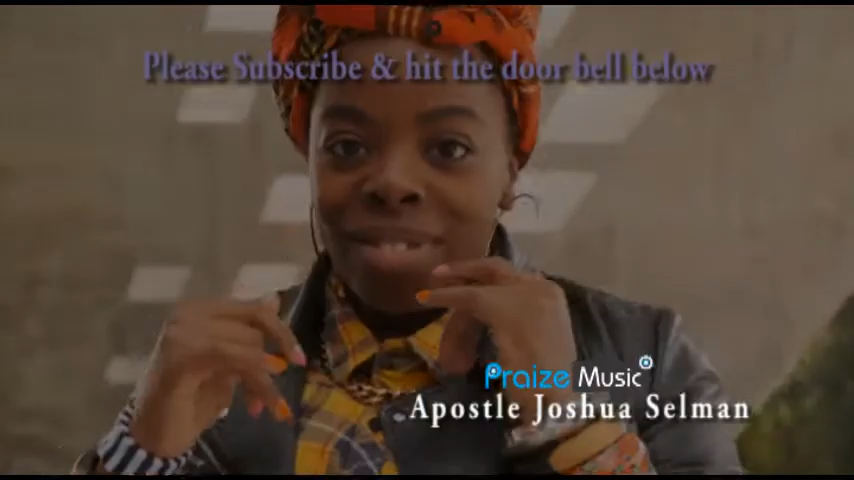 Please Subscribe & hit the door bell below
Praize Music
Apostle Joshua Selman